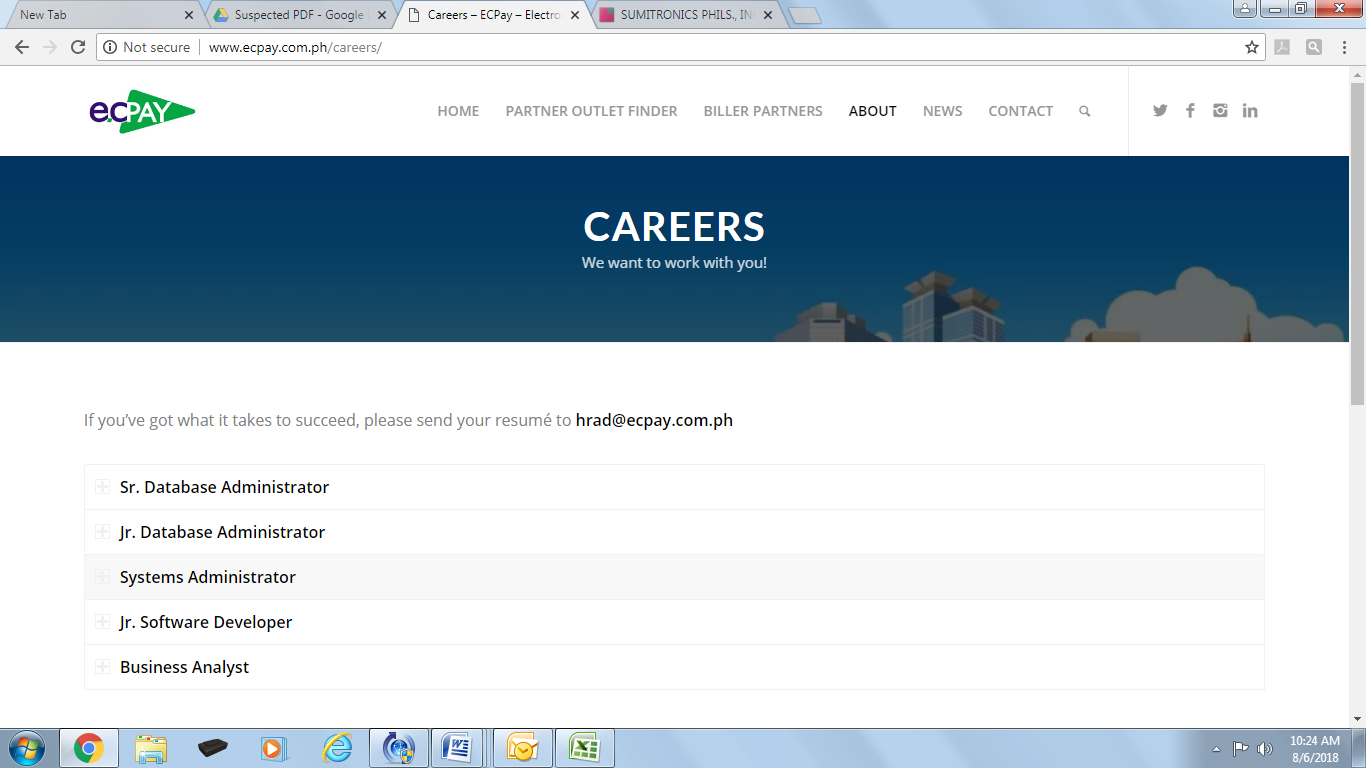 New Tab
Suspected PDF - Google
Careers – ECPay – Electro
SUMITRONICS PHILS., IN
Not secure
www.ecpay.com.ph/careers/
e.cPAY
HOME
PARTNER OUTLET FINDER
BILLER PARTNERS
ABOUT
NEWS
CONTACT
CAREERS
We want to work with you!
If you've got what it takes to succeed, please send your resumé to hrad@ecpay.com.ph
Sr. Database Administrator
Jr. Database Administrator
Systems Administrator
Jr. Software Developer
Business Analyst
10:24 AM
8/6/2018